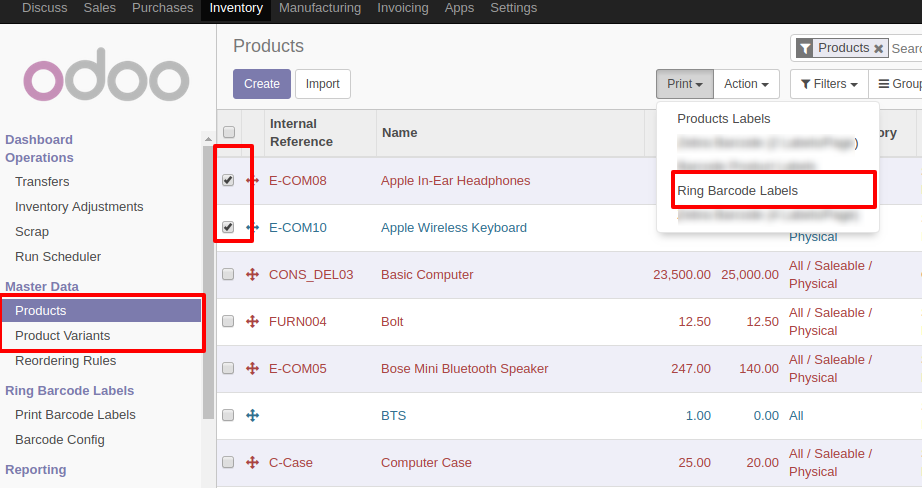 Discuss Sales Purchases Inventory Manufacturing Invoicing Apps Settings
odoo
Products
Products Sear
Create Import
Print Action Filters Group
Products Labels
Ring Barcode Labels
Dashboard
Operations
Transfers
Inventory Adjustments
Scrap
Run Scheduler
Master Data
Products
Product Variants
Reordering Rules
Ring Barcode Labels
Print Barcode Labels
Barcode Config
Reporting
Internal Reference Name
E-COM08 Apple In-Ear Headphones
E-COM10 Apple Wireless Keyboard Physical
CONS_DEL03 Basic Computer 23,500.00 25,000.00 All / Saleable / Physical
FURN004 Bolt 12.50 12.50 All / Saleable / Physical
E-COM05 Bose Mini Bluetooth Speaker 247.00 140.00 All / Saleable / Physical
BTS 1.00 0.00 All
C-Case Computer Case 25.00 20.00 All / Saleable / Physical